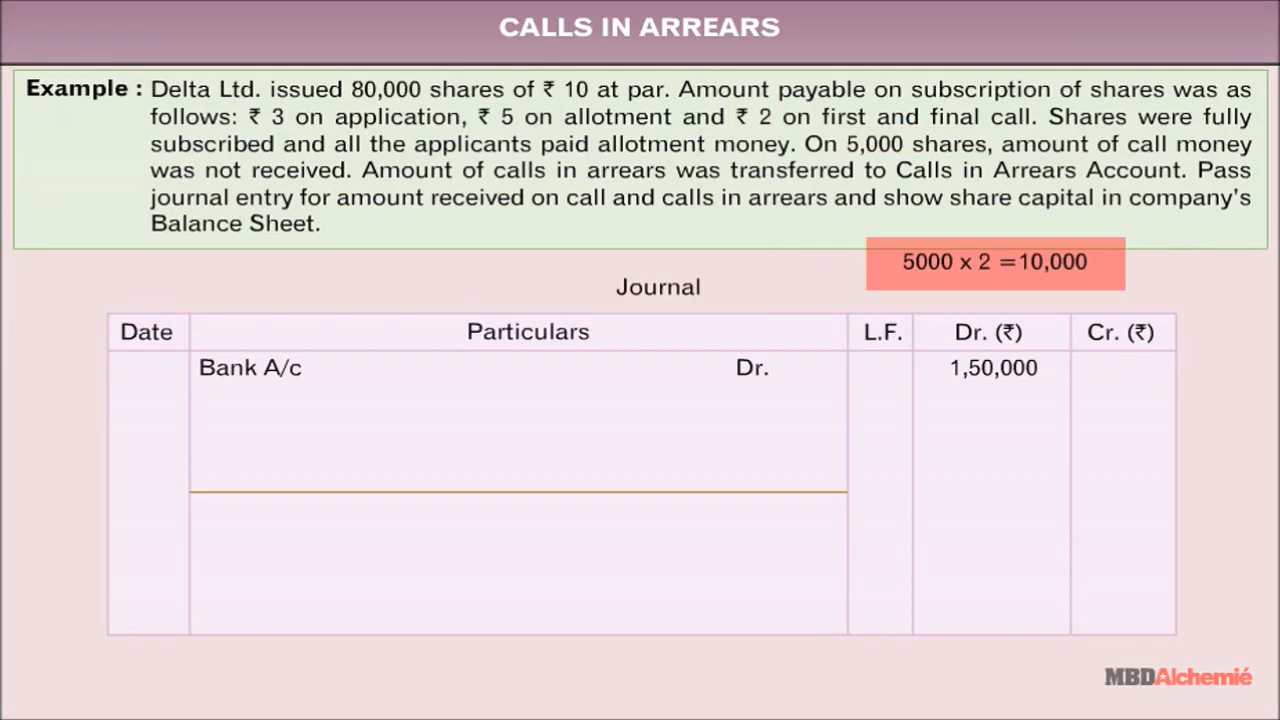 CALLS IN ARREARS
Example : Delta Ltd. issued 80,000 shares of ₹ 10 at par. Amount payable on subscription of shares was as
follows: ₹ 3 on application, ₹ 5 on allotment and ₹ 2 on first and final call. Shares were fully
subscribed and all the applicants paid allotment money. On 5,000 shares, amount of call money
was not received. Amount of calls in arrears was transferred to Calls in Arrears Account. Pass
journal entry for amount received on call and calls in arrears and show share capital in company's
Balance Sheet.
5000 x 2 =10,000
Journal
Date Particulars L.F. Dr. (₹) Cr. (₹)
Bank A/c Dr. 1,50,000
MBDAlchemié